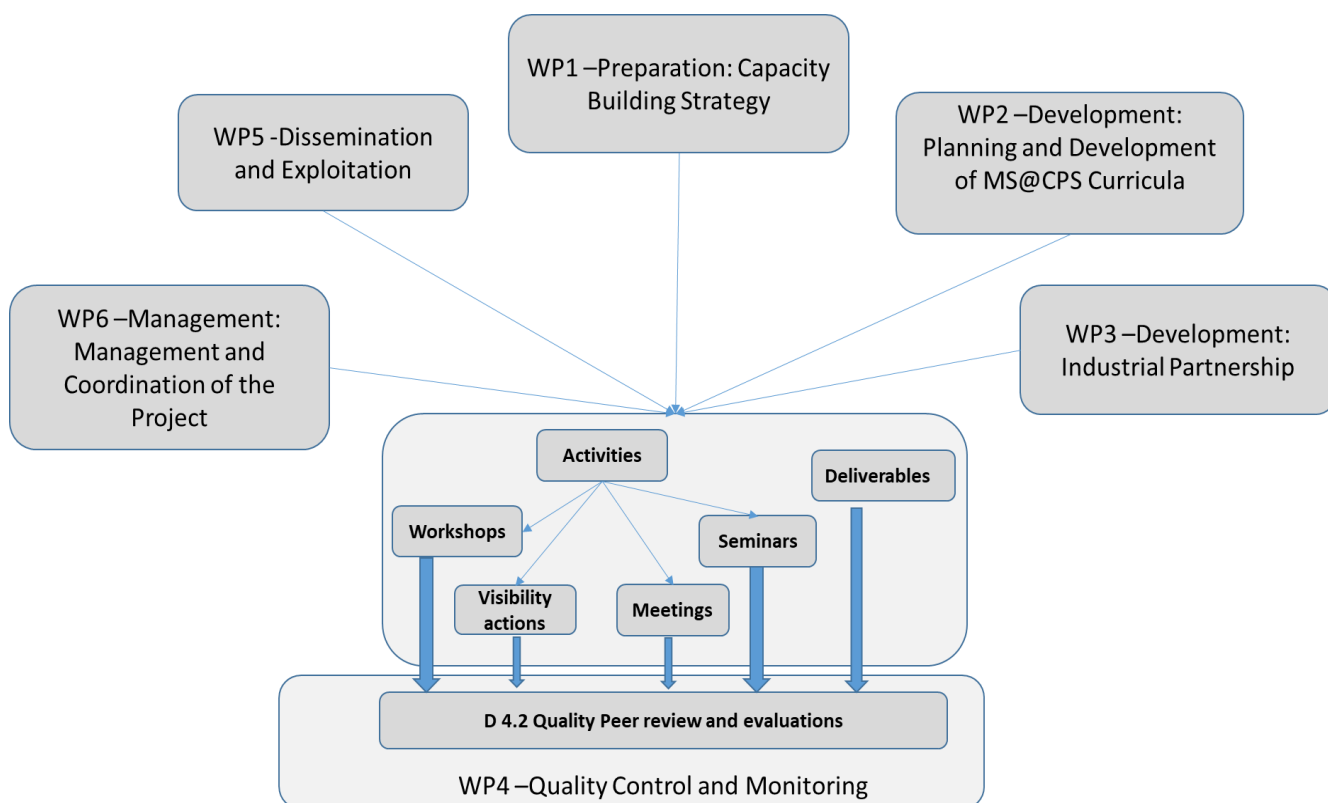 WP1 –Preparation: Capacity
Building Strategy
WP5 -Dissemination
and Exploitation
WP2 –Development:
Planning and Development
of MS@CPS Curricula
WP6 –Management:
Management and
Coordination of the
Project
WP3 –Development:
Industrial Partnership
Activities
Deliverables
Workshops
Seminars
Visibility
actions
Meetings
D 4.2 Quality Peer review and evaluations
WP4 –Quality Control and Monitoring